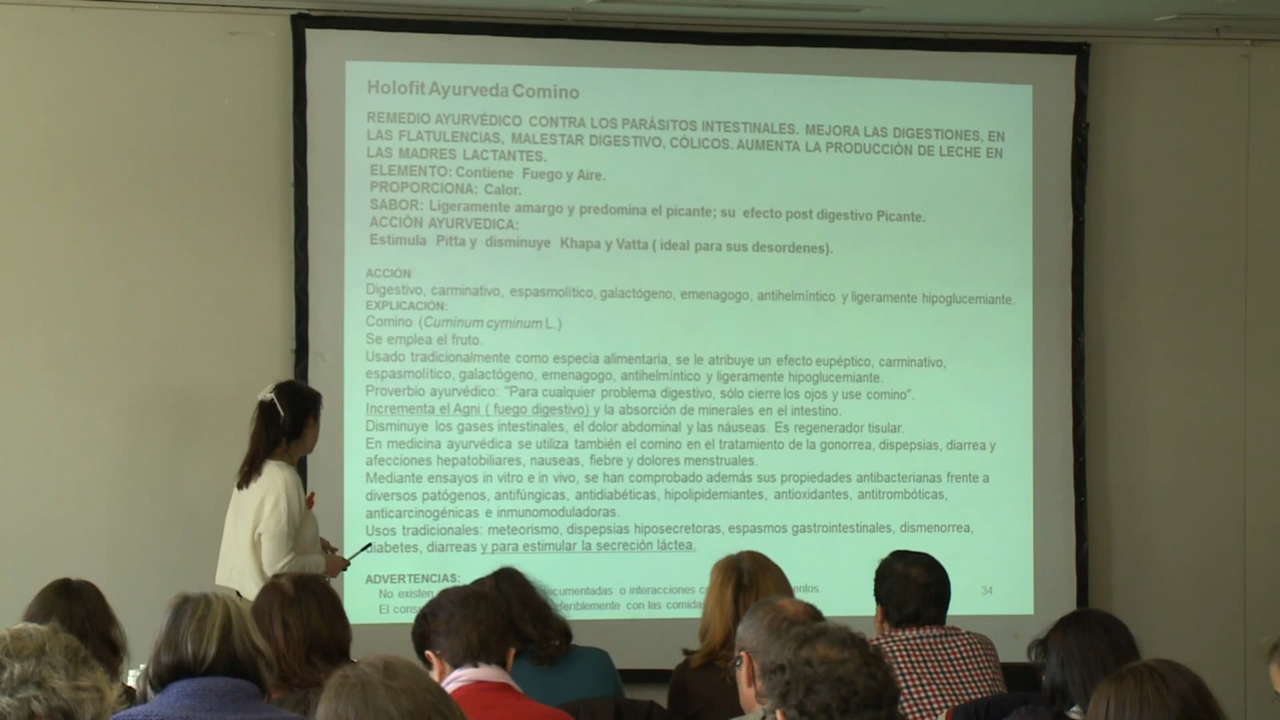 Holofit Ayurveda Comino
REMEDIO AYURVÉDICO CONTRA LOS PARÁSITOS INTESTINALES. MEJORA LAS DIGESTIONES, EN
LAS FLATULENCIAS, MALESTAR DIGESTIVO, CÓLICOS. AUMENTA LA PRODUCCIÓN DE LECHE EN
LAS MADRES LACTANTES.
ELEMENTO: Contiene Fuego y Aire.
PROPORCIONA: Calor.
SABOR: Ligeramente amargo y predomina el picante; su efecto post digestivo Picante.
ACCIÓN AYURVEDICA:
Estimula Pitta y disminuye Khapa y Vatta ( ideal para sus desordenes).
ACCIÓN
Digestivo, carminativo, espasmolítico, galactógeno, emenagogo, antihelmíntico y ligeramente hipoglucemiante.
EXPLICACIÓN:
Comino (Cuminum cyminum L.)
Se emplea el fruto.
Usado tradicionalmente como especia alimentaria, se le atribuye un efecto eupéptico, carminativo,
espasmolítico, galactógeno, emenagogo, antihelmíntico y ligeramente hipoglucemiante.
Proverbio ayurvédico: "Para cualquier problema digestivo, sólo cierre los ojos y use comino".
Incrementa el Agni ( fuego digestivo) y la absorción de minerales en el intestino.
Disminuye los gases intestinales, el dolor abdominal y las náuseas. Es regenerador tisular.
En medicina ayurvédica se utiliza también el comino en el tratamiento de la gonorrea, dispepsias, diarrea y
afecciones hepatobiliares, nauseas, fiebre y dolores menstruales.
Mediante ensayos in vitro e in vivo, se han comprobado además sus propiedades antibacterianas frente a
diversos patógenos, antifúngicas, antidiabéticas, hipolipidemiantes, antioxidantes, antitrombóticas,
anticarcinogénicas e inmunomoduladoras.
Usos tradicionales: meteorismo, dispepsias hiposecretoras, espasmos gastrointestinales, dismenorrea,
diabetes, diarreas y para estimular la secreción láctea.
ADVERTENCIAS:
No existen ocumentadas o interacciones
El con las comida
34